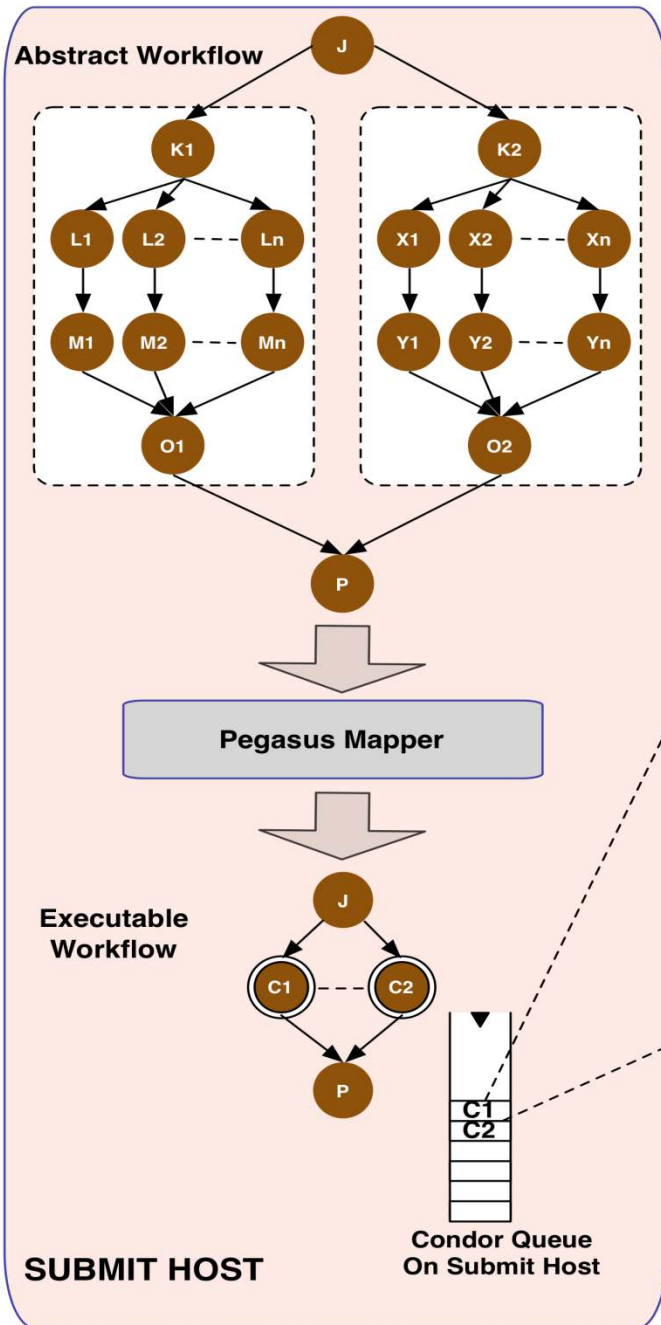 Abstract Workflow
J
K1
K2
L1 L2 Ln
X1 X2 Xn
M1 M2 Mn
Y1 Y2 Yn
O1
O2
P
Pegasus Mapper
Executable
Workflow
J
C1 C2
P
C1
C2
Condor Queue
On Submit Host
SUBMIT HOST